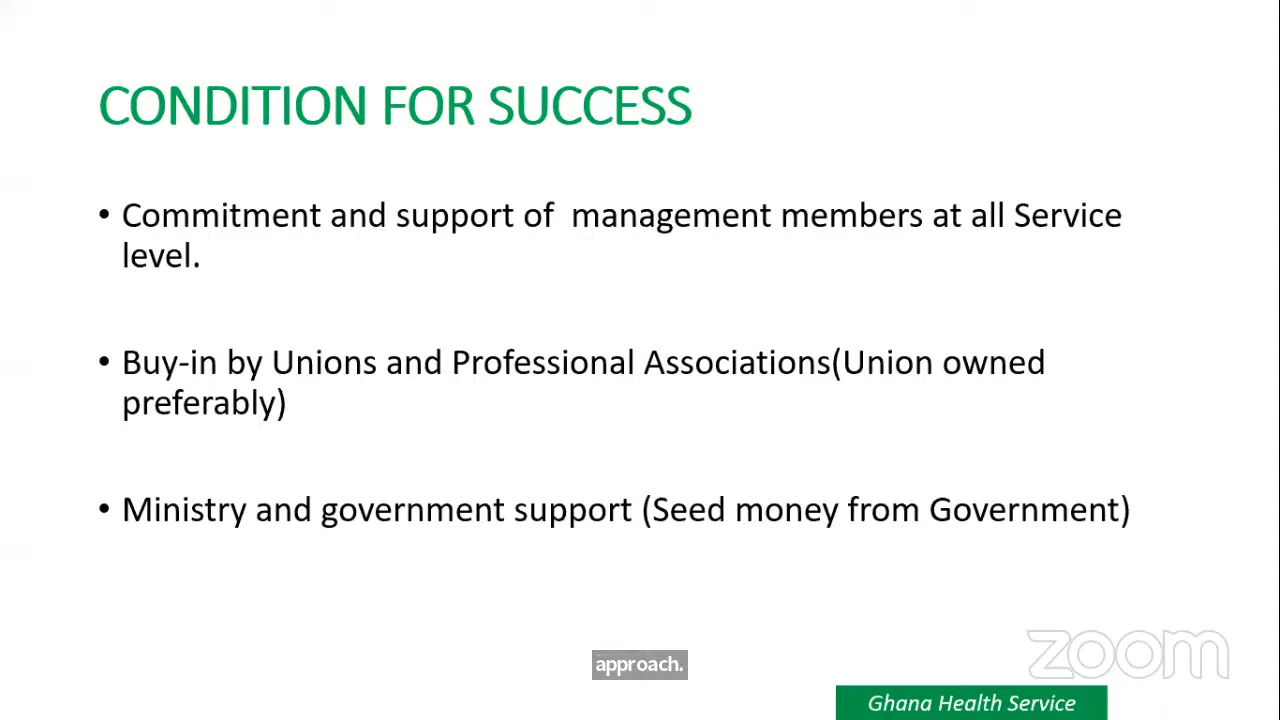 CONDITION FOR SUCCESS
• Commitment and support of  management members at all Service
level.
• Buy-in by Unions and Professional Associations(Union owned
preferably)
• Ministry and government support (Seed money from Government)
approach.
zoom
Ghana Health Service